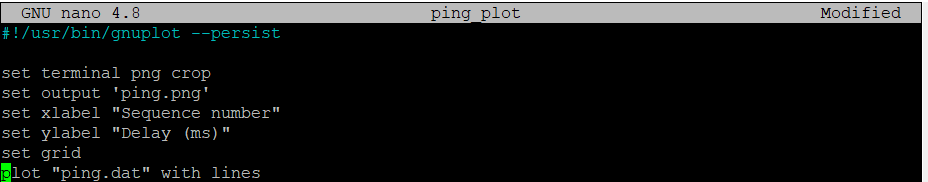 GNU nano 4.8 ping_plot Modified
#!/usr/bin/gnuplot --persist
set terminal png crop
set output 'ping.png'
set xlabel "Sequence number"
set ylabel "Delay (ms)"
set grid
plot "ping.dat" with lines